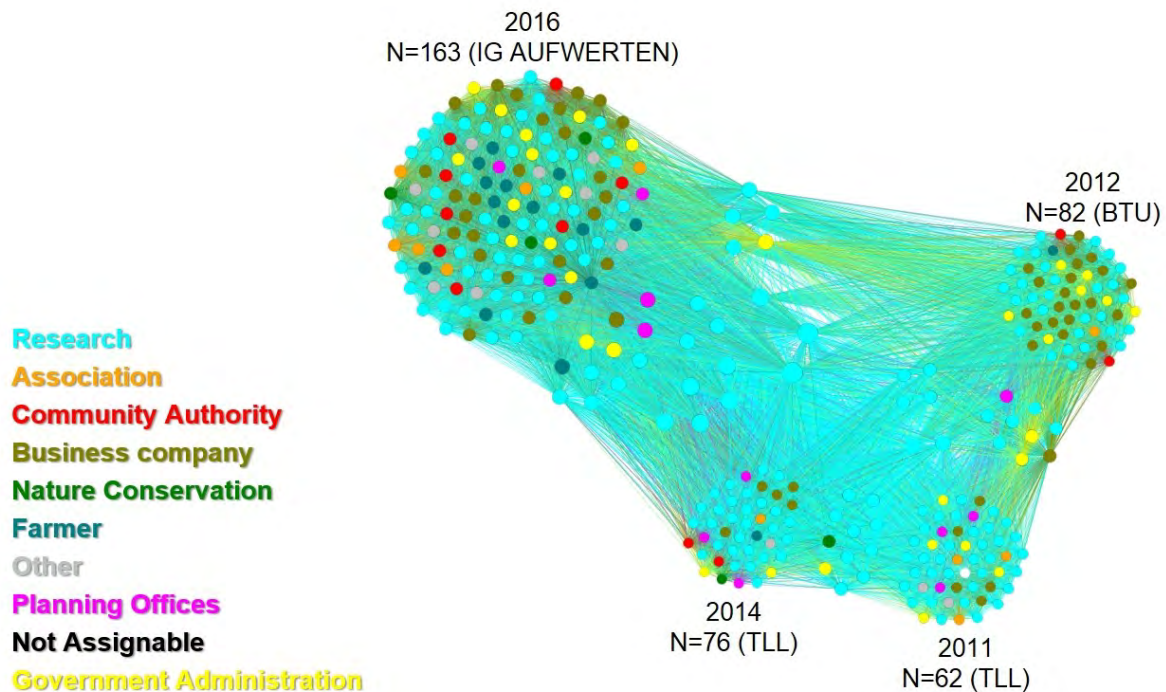 2016
N=163 (IG AUFWERTEN)
2012
N=82 (BTU)
Research
Association
Community Authority
Business company
Nature Conservation
Farmer
Other
Planning Offices
Not Assignable
Government Administration
2014
N=76 (TLL)
2011
N=62 (TLL)